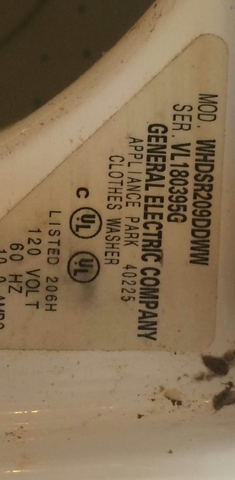 MOD. WHDSR209DDWW
SER. VL180395G
GENERAL ELECTRIC COMPANY
APPLIANCE PARK 40225
CLOTHES WASHER
C UL UL
LISTED 206H
120 VOLT
60 HZ